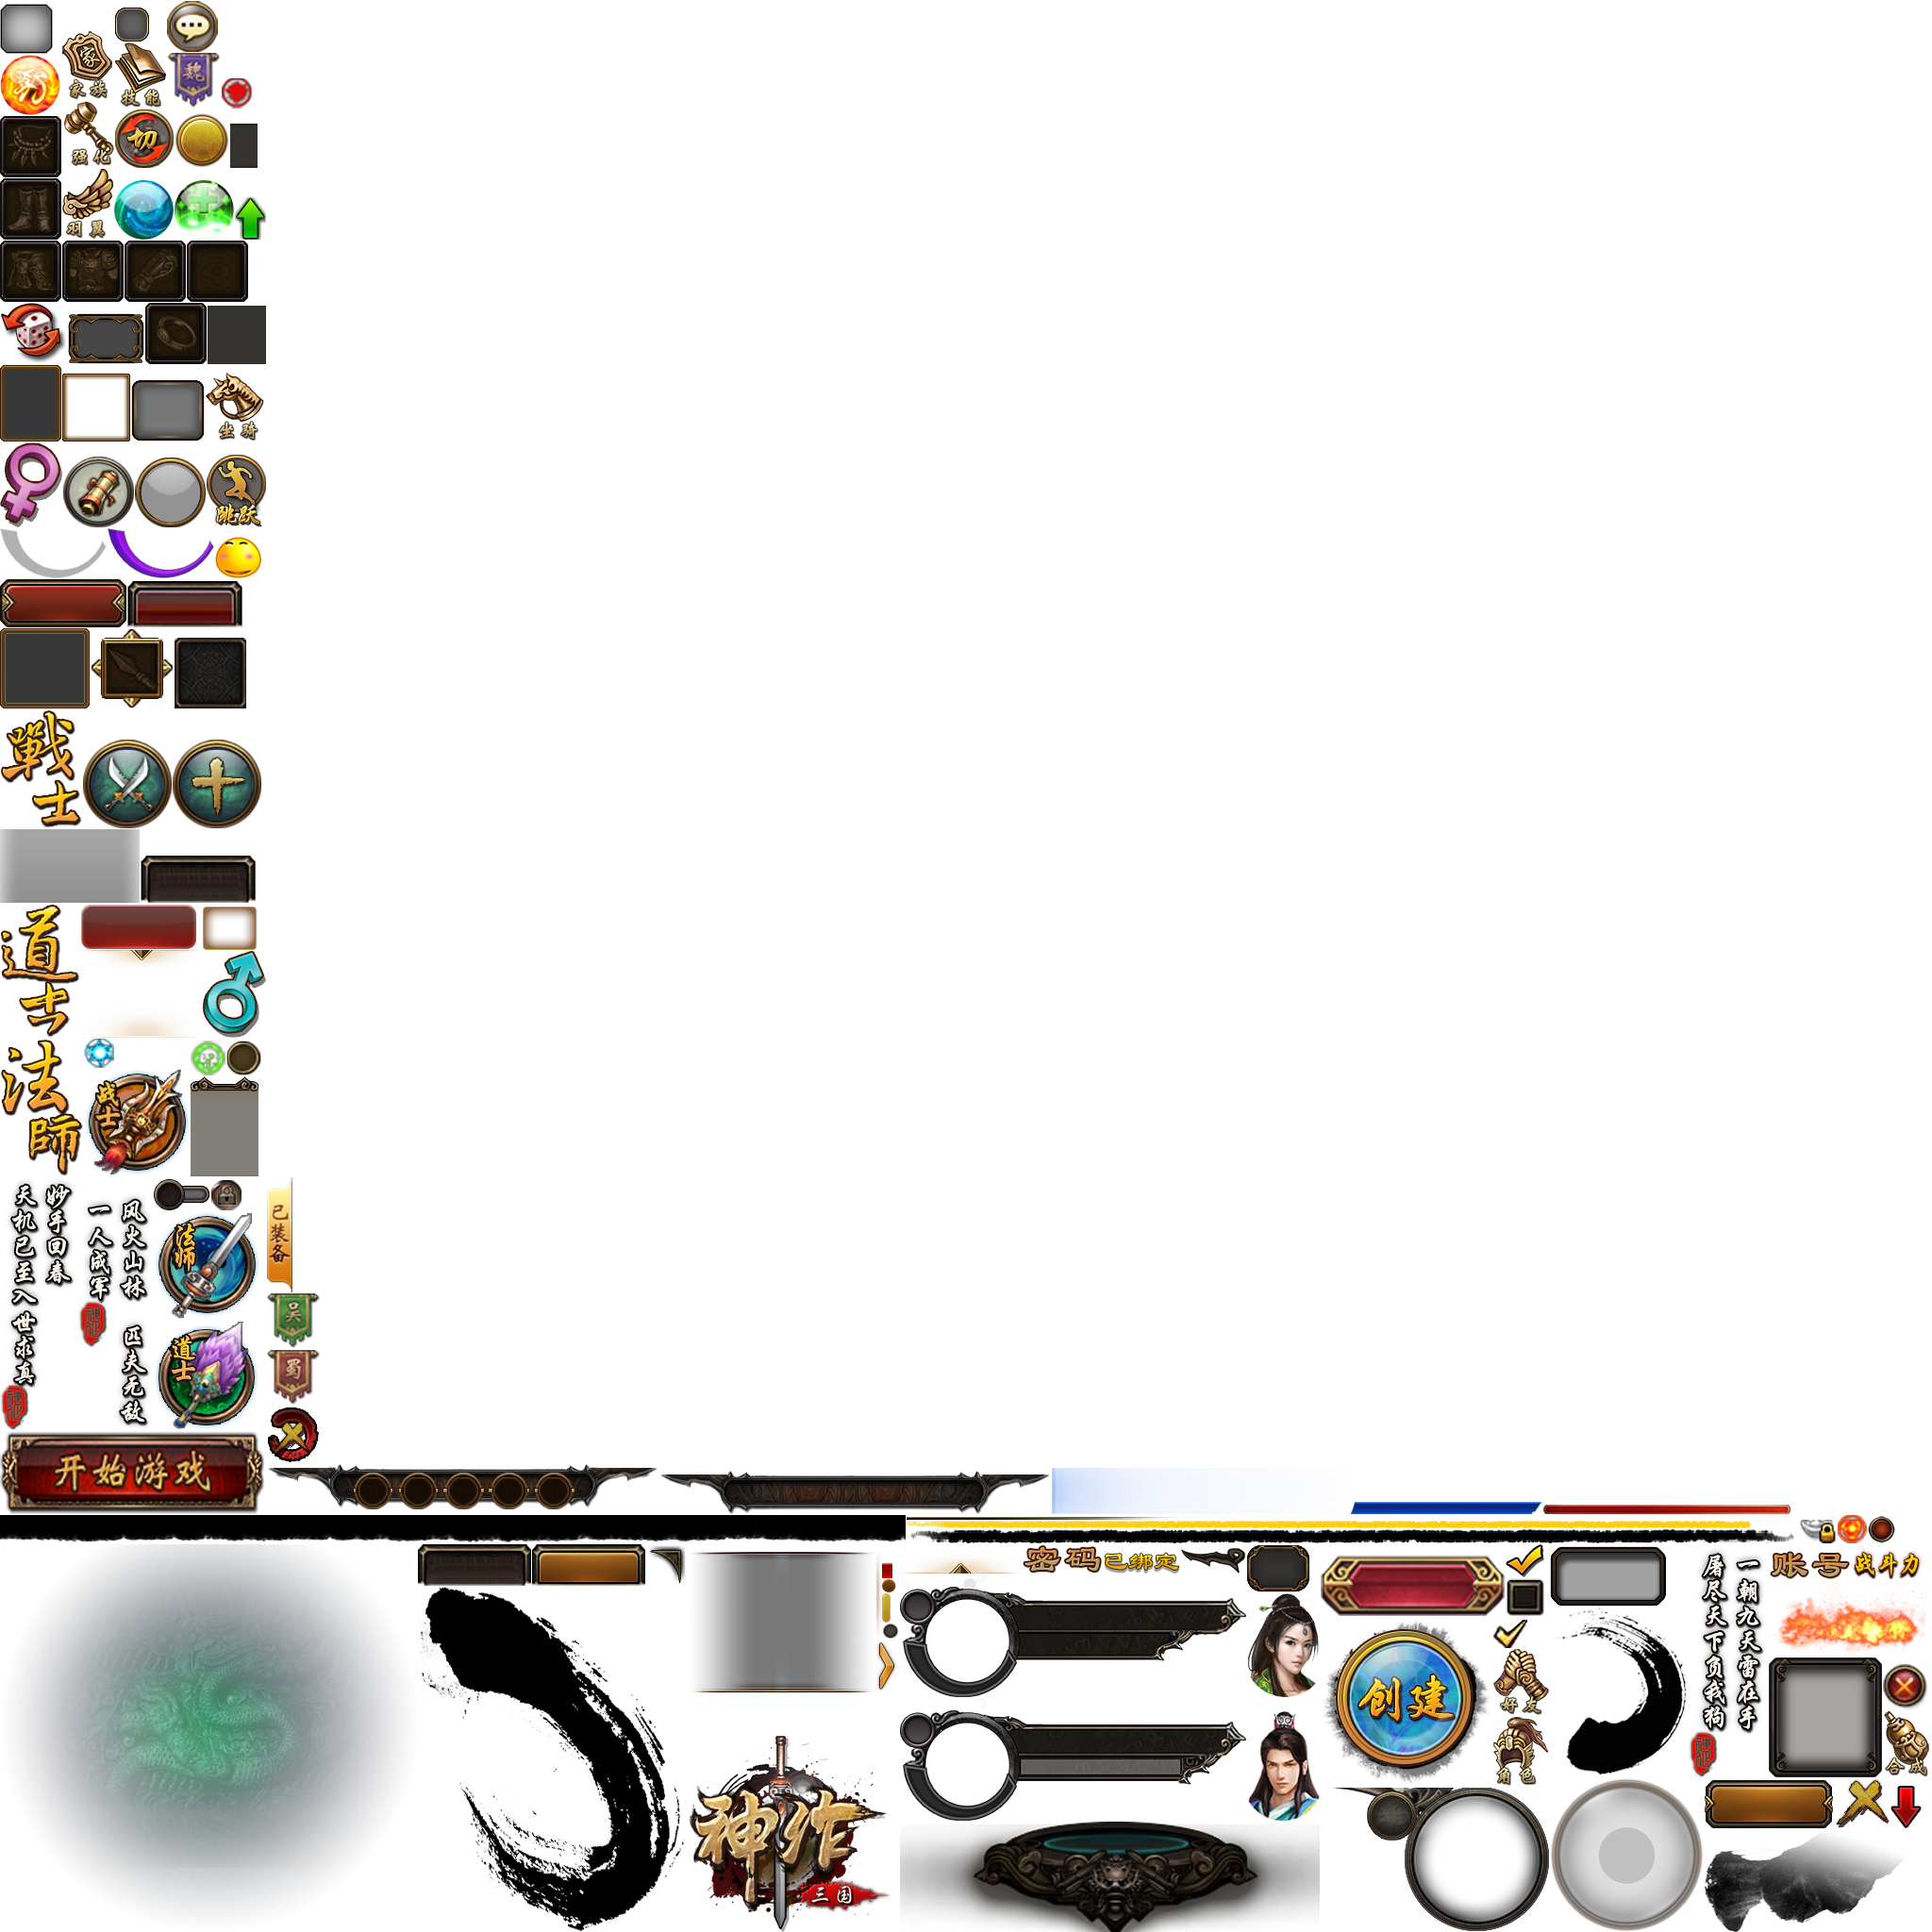 家族
技能
魏
强化
切
羽翼
坐骑
跳跃
戰士
道士
法師
战士
妙手回春
天机已至入世求真
风火山林 匹夫无敌
一人成军
法师
道士
已装备
吴
蜀
开始游戏
密码已绑定
账号战斗力
一朝九天雷在手
屠尽天下负我狗
创建
好友
角色
合成
神作
三国